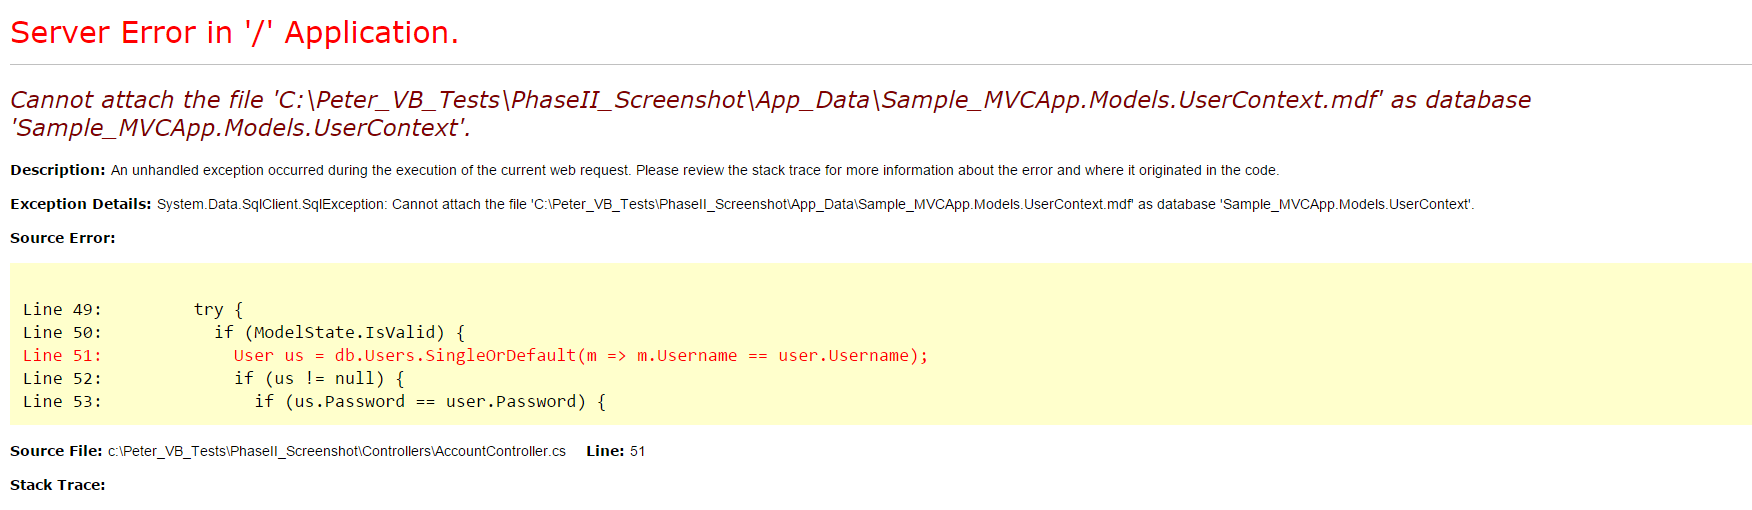 Server Error in '/' Application.
Cannot attach the file 'C:\Peter_VB_Tests\PhaseII_Screenshot\App_Data\Sample_MVCApp.Models.UserContext.mdf' as database
'Sample_MVCApp.Models.UserContext'.
Description: An unhandled exception occurred during the execution of the current web request. Please review the stack trace for more information about the error and where it originated in the code.
Exception Details: System.Data.SqlClient.SqlException: Cannot attach the file 'C:\Peter_VB_Tests\PhaseII_Screenshot\App_Data\Sample_MVCApp.Models.UserContext.mdf' as database 'Sample_MVCApp.Models.UserContext'.
Source Error:
Line 49:         try {
Line 50:           if (ModelState.IsValid) {
Line 51:             User us = db.Users.SingleOrDefault(m => m.Username == user.Username);
Line 52:             if (us != null) {
Line 53:               if (us.Password == user.Password) {
Source File: c:\Peter_VB_Tests\PhaseII_Screenshot\Controllers\AccountController.cs    Line: 51
Stack Trace: